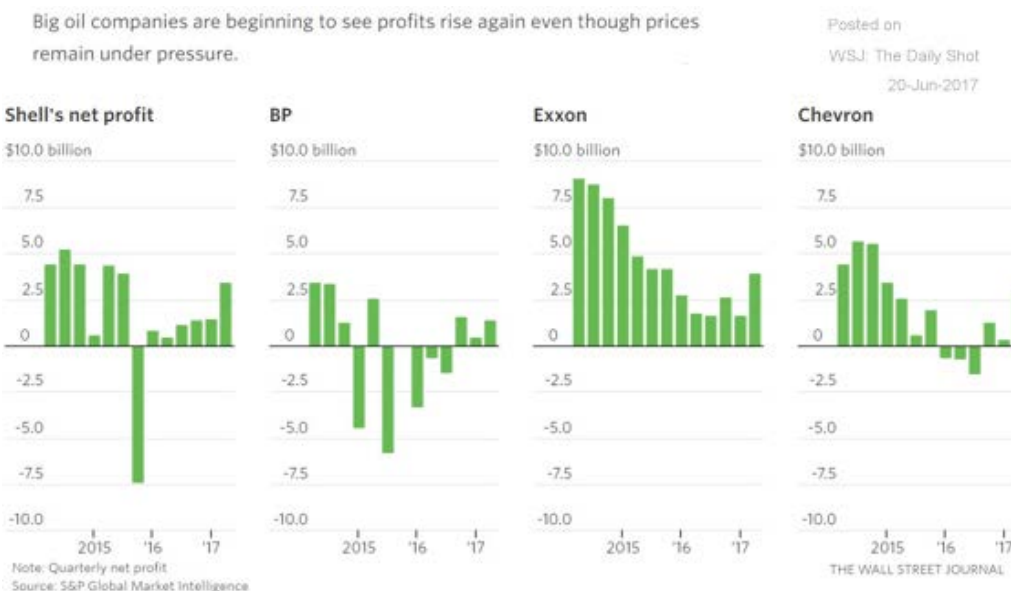 Big oil companies are beginning to see profits rise again even though prices
remain under pressure.
Posted on
WSJ: The Daily Shot
20-Jun-2017
Shell's net profit
$10.0 billion
7.5
5.0
2.5
0
-2.5
-5.0
-7.5
-10.0
2015 '16 '17
BP
$10.0 billion
7.5
5.0
2.5
0
-2.5
-5.0
-7.5
-10.0
2015 '16 '17
Exxon
$10.0 billion
7.5
5.0
2.5
0
-2.5
-5.0
-7.5
-10.0
2015 '16 '17
Chevron
$10.0 billion
7.5
5.0
2.5
0
-2.5
-5.0
-7.5
-10.0
2015 '16 '17
Note: Quarterly net profit
Source: S&P Global Market Intelligence
THE WALL STREET JOURNAL